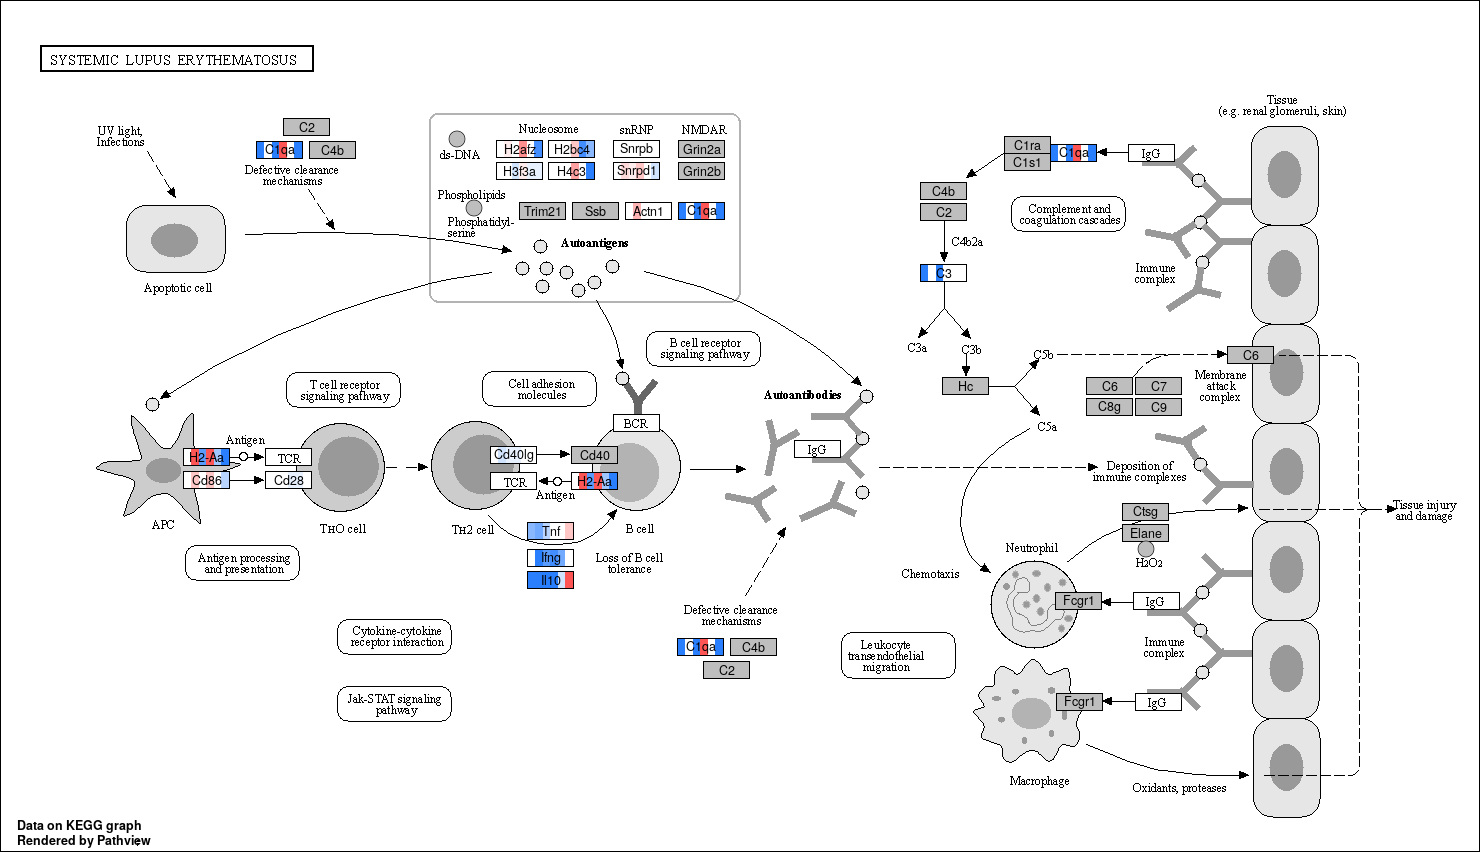 SYSTEMIC LUPUS ERYTHEMATOSUS
UV light,
Infections
C2
C1qa
C4b
Defective clearance
mechanisms
Apoptotic cell
ds-DNA
Nucleosome
snRNP
NMDAR
H2afz
H2bc4
Snrpb
Grin2a
H3f3a
H4c3
Snrpd1
Grin2b
Phospholipids
Phosphatidyl-
serine
Trim21
Ssb
Actn1
C1qa
Autoantigens
Tissue
(e.g. renal glomeruli, skin)
C1ra
C1s1
C1qa
IgG
C4b
C2
Complement and
coagulation cascades
C4b2a
C3
Immune
complex
C3a
C3b
C5b
Hc
C5a
C6
Membrane
attack
complex
C6
C7
C8g
C9
B cell receptor
signaling pathway
T cell receptor
signaling pathway
Cell adhesion
molecules
Autoantibodies
BCR
IgG
Antigen
H2-Aa
TCR
Cd86
Cd28
Cd40lg
Cd40
TCR
H2-Aa
Antigen
APC
TH0 cell
TH2 cell
B cell
Deposition of
immune complexes
Tissue injury
and damage
Tnf
Ifng
Il10
Loss of B cell
tolerance
Antigen processing
and presentation
Ctsg
Elane
H2O2
Neutrophil
Chemotaxis
Fcgr1
IgG
Immune
complex
Defective clearance
mechanisms
C1qa
C4b
C2
Cytokine-cytokine
receptor interaction
Leukocyte
transendothelial
migration
Jak-STAT signaling
pathway
Fcgr1
IgG
Macrophage
Oxidants, proteases
Data on KEGG graph
Rendered by Pathview